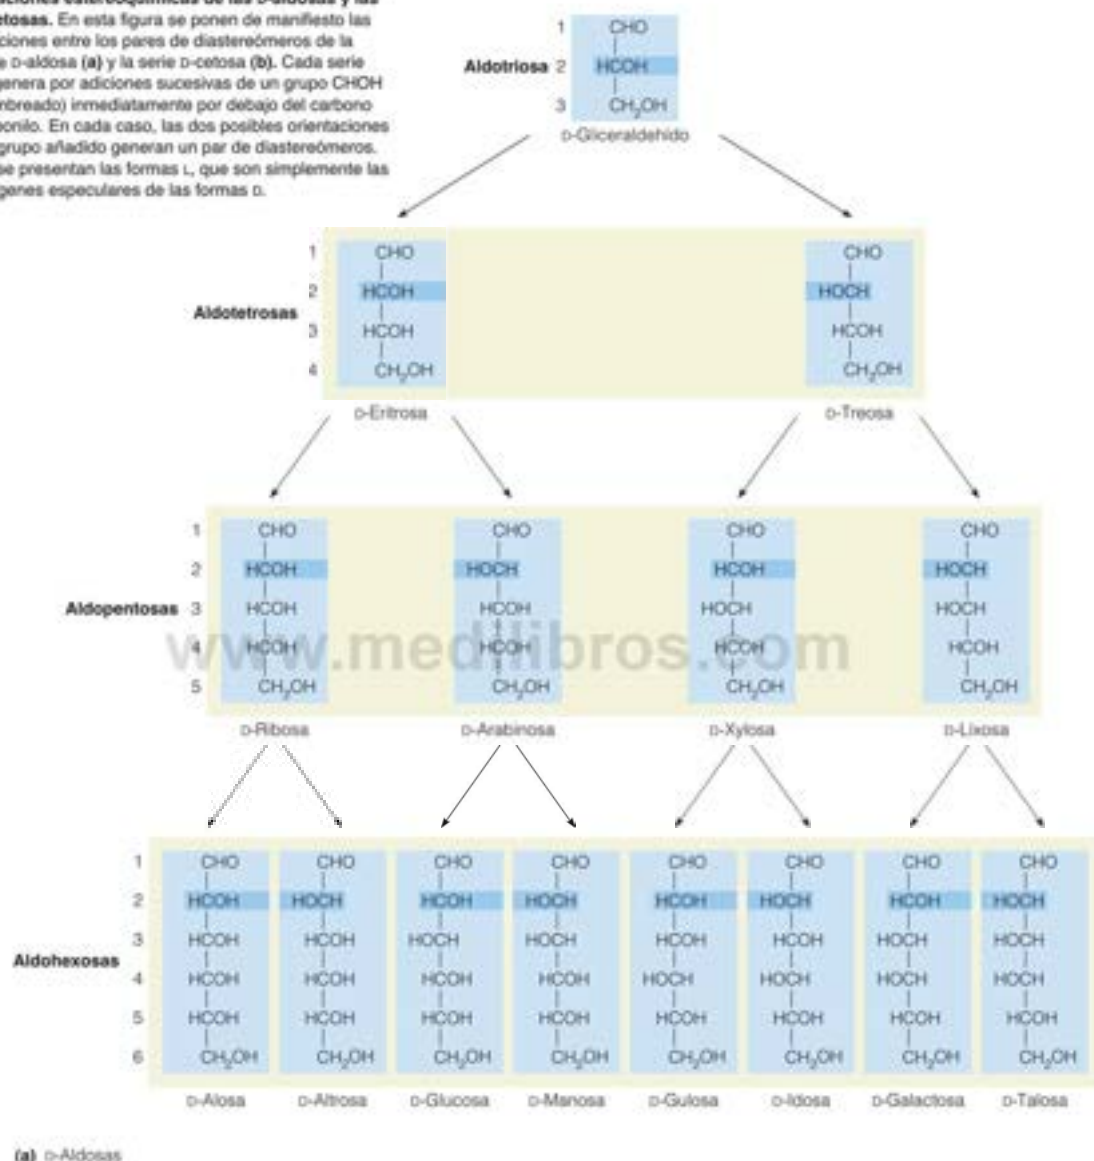 aciones estereoquímicas de las D-aldosas y las
etosas. En esta figura se ponen de manifiesto las
ciones entre los pares de diastereómeros de la
e D-aldosa (a) y la serie D-cetosa (b). Cada serie
genera por adiciones sucesivas de un grupo CHOH
nbreado) inmediatamente por debajo del carbono
bonilo. En cada caso, las dos posibles orientaciones
grupo añadido generan un par de diastereómeros.
se presentan las formas L, que son simplemente las
ágenes especulares de las formas D.
1 CHO
Aldotriosa 2 HCOH
3 CH₂OH
D-Gliceraldehído
1 CHO CHO
2 HCOH HOCH
Aldotetrosas
3 HCOH HCOH
4 CH₂OH CH₂OH
D-Eritrosa D-Treosa
1 CHO CHO CHO CHO
2 HCOH HOCH HCOH HOCH
Aldopentosas 3 HCOH HCOH HOCH HOCH
4 HCOH HCOH HCOH HCOH
www.medilibros.com
5 CH₂OH CH₂OH CH₂OH CH₂OH
D-Ribosa D-Arabinosa D-Xylosa D-Lixosa
1 CHO CHO CHO CHO CHO CHO CHO CHO
2 HCOH HOCH HCOH HOCH HCOH HOCH HCOH HOCH
3 HCOH HCOH HOCH HOCH HCOH HCOH HOCH HOCH
Aldohexosas
4 HCOH HCOH HCOH HCOH HOCH HOCH HOCH HOCH
5 HCOH HCOH HCOH HCOH HCOH HCOH HCOH HCOH
6 CH₂OH CH₂OH CH₂OH CH₂OH CH₂OH CH₂OH CH₂OH CH₂OH
D-Alosa D-Altrosa D-Glucosa D-Manosa D-Gulosa D-Idosa D-Galactosa D-Talosa
(a) D-Aldosas